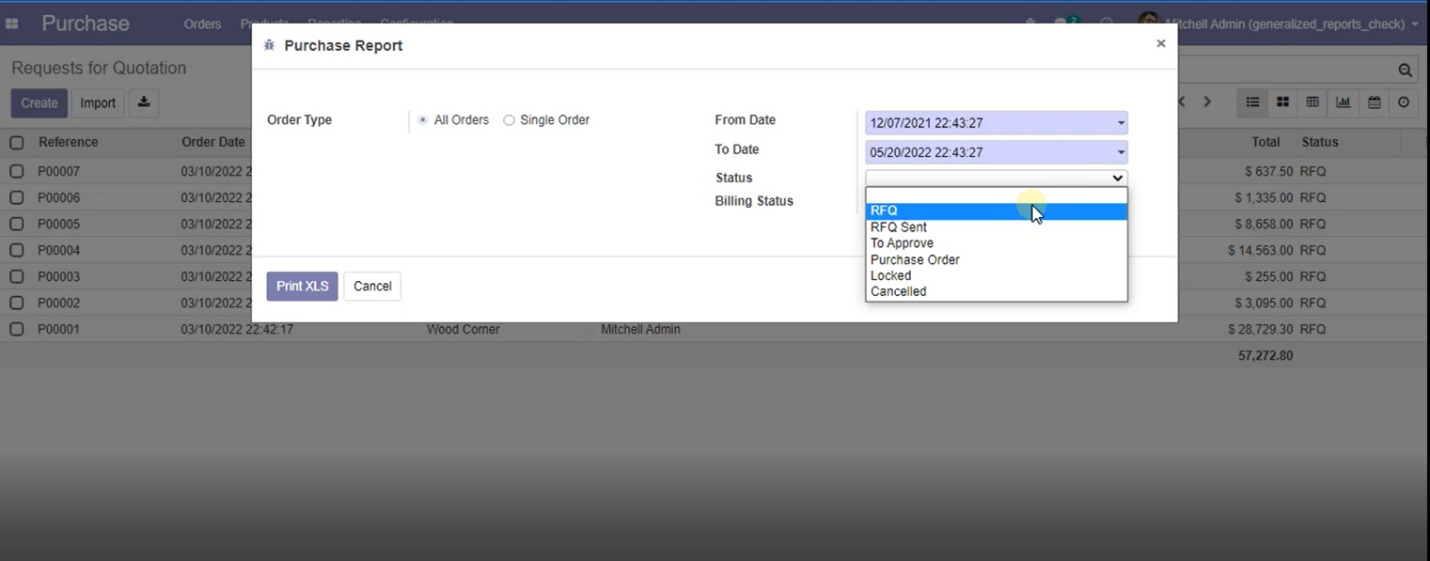 Purchase Orders Products Reporting Configuration 2 Mitchell Admin (generalized_reports_check)
Purchase Report ×
Requests for Quotation
Create Import
Order Type All Orders Single Order From Date 12/07/2021 22:43:27
To Date 05/20/2022 22:43:27
Status
Billing Status
RFQ
RFQ Sent
To Approve
Purchase Order
Locked
Cancelled
Print XLS Cancel
Reference Order Date Total Status
P00007 03/10/2022 2 $ 637.50 RFQ
P00006 03/10/2022 2 $ 1,335.00 RFQ
P00005 03/10/2022 2 $ 8,658.00 RFQ
P00004 03/10/2022 2 $ 14,563.00 RFQ
P00003 03/10/2022 2 $ 255.00 RFQ
P00002 03/10/2022 2 $ 3,095.00 RFQ
P00001 03/10/2022 22:42:17 Wood Corner Mitchell Admin $ 28,729.30 RFQ
57,272.80